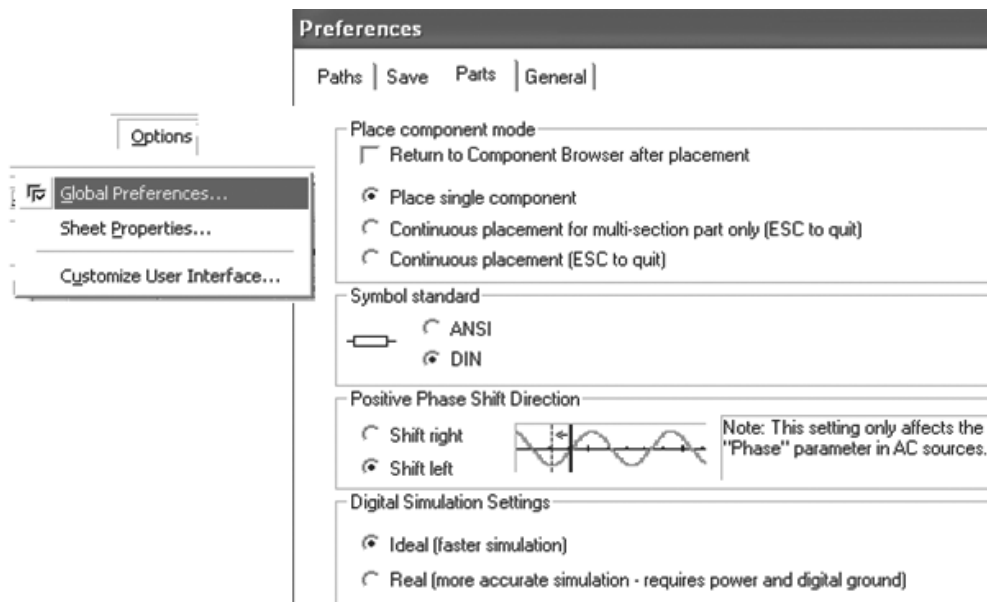 Options
Global Preferences...
Sheet Properties...
Customize User Interface...
Preferences
Paths
Save
Parts
General
Place component mode
Return to Component Browser after placement
Place single component
Continuous placement for multi-section part only (ESC to quit)
Continuous placement (ESC to quit)
Symbol standard
ANSI
DIN
Positive Phase Shift Direction
Shift right
Shift left
Note: This setting only affects the
"Phase" parameter in AC sources.
Digital Simulation Settings
Ideal (faster simulation)
Real (more accurate simulation - requires power and digital ground)